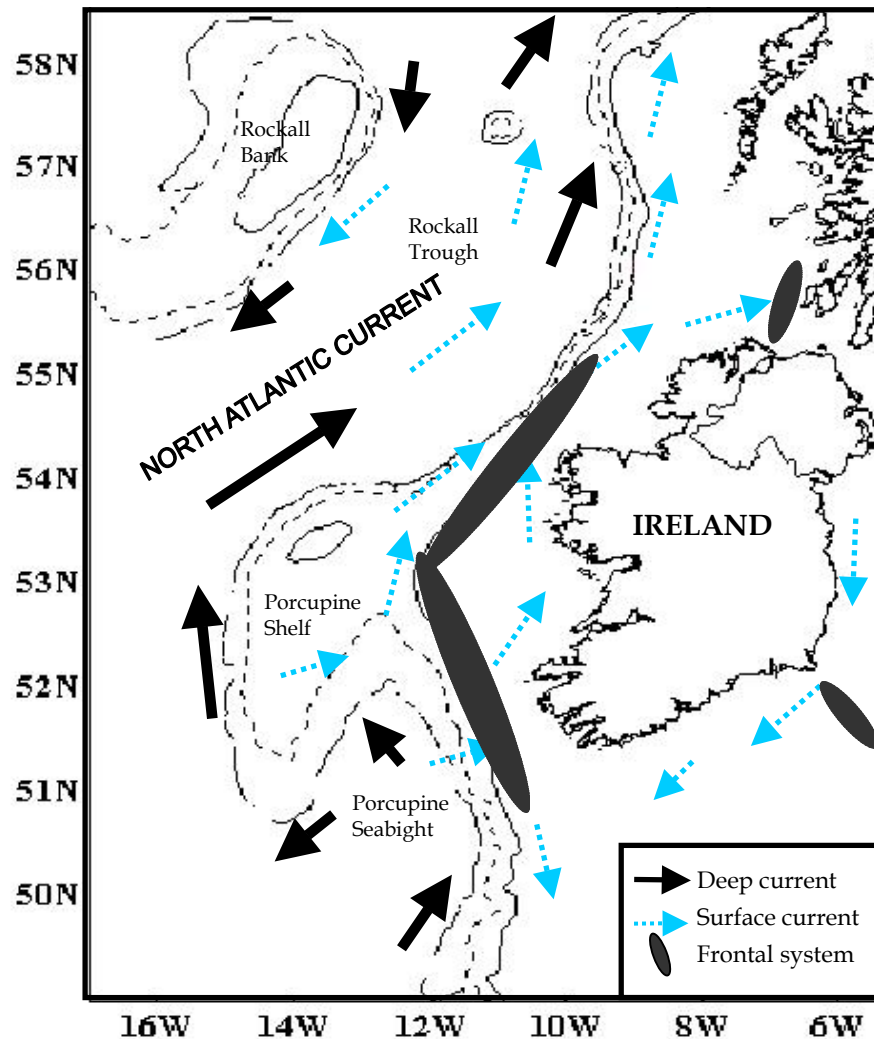 58N
57N
56N
55N
54N
53N
52N
51N
50N
Rockall
Bank
Rockall
Trough
NORTH ATLANTIC CURRENT
IRELAND
Porcupine
Shelf
Porcupine
Seabight
Deep current
Surface current
Frontal system
16W 14W 12W 10W 8W 6W